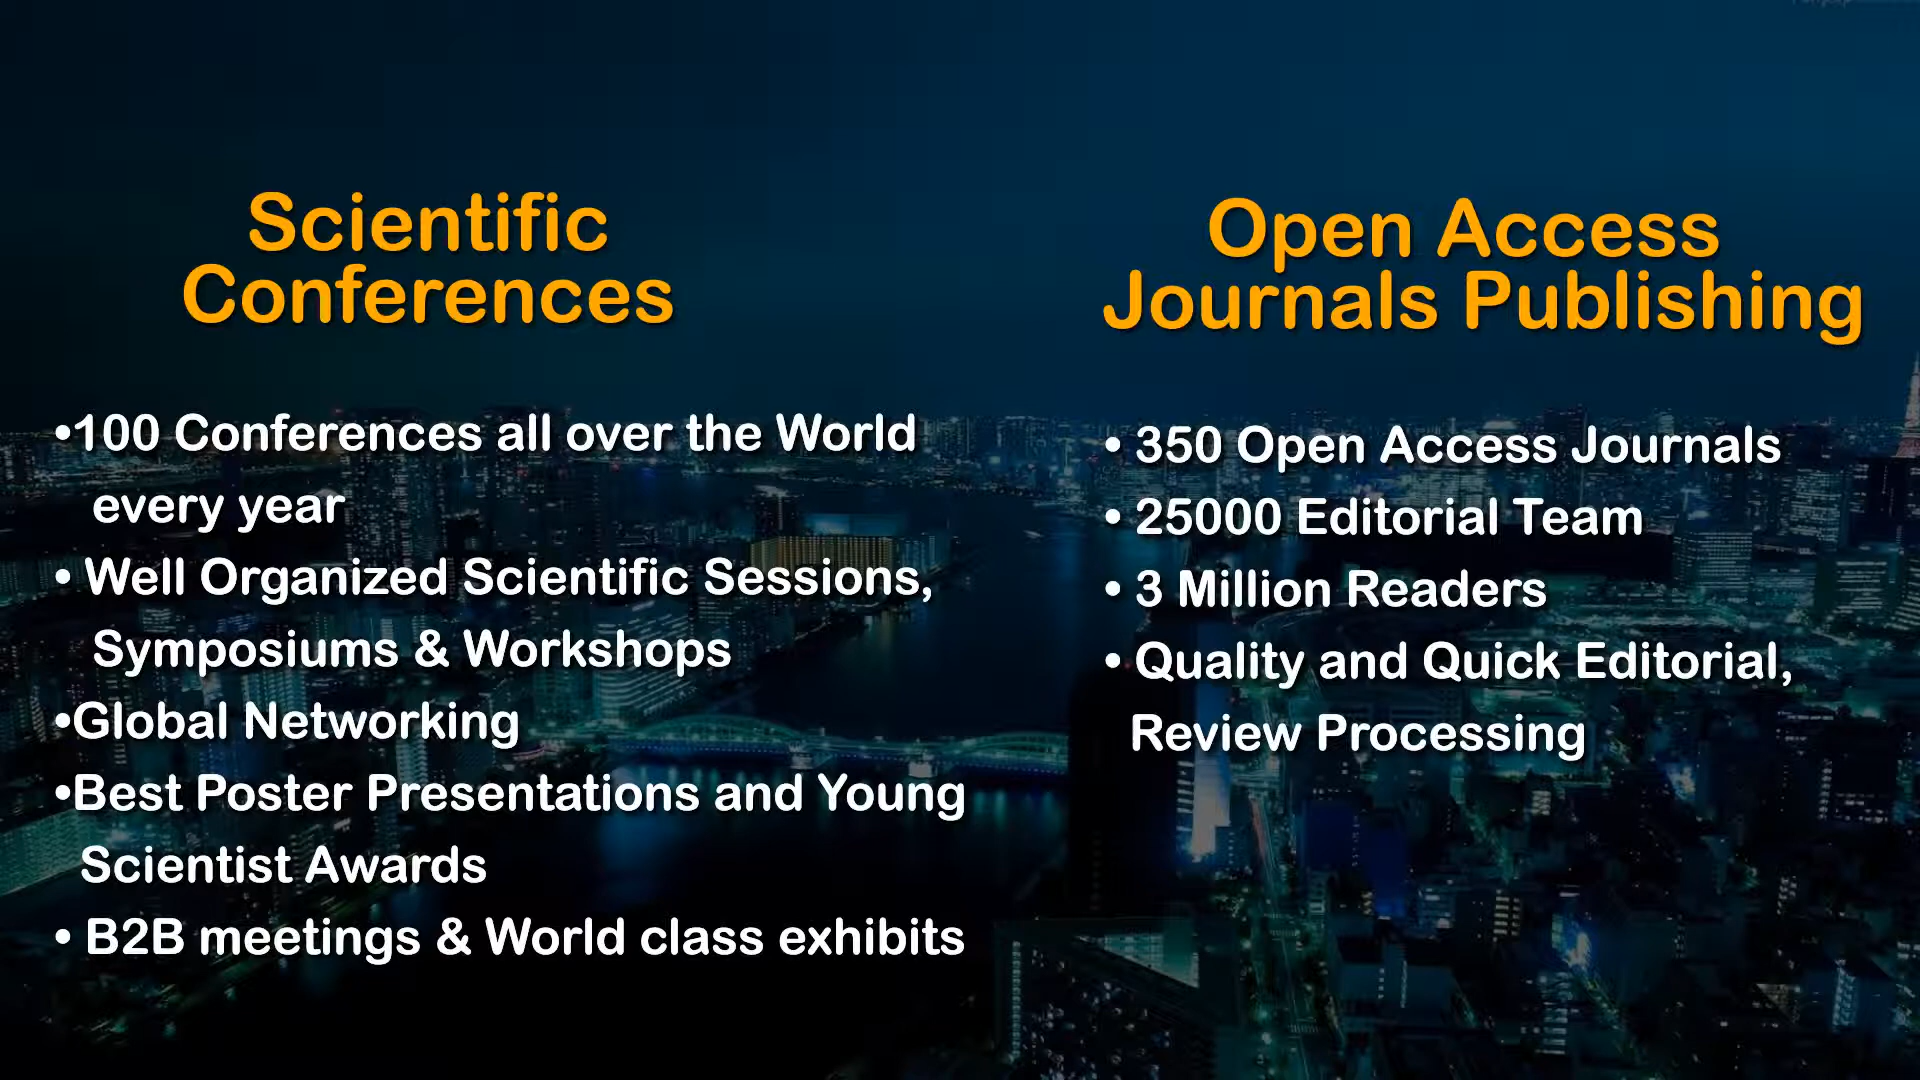 Scientific
Conferences
•100 Conferences all over the World
every year
• Well Organized Scientific Sessions,
Symposiums & Workshops
•Global Networking
•Best Poster Presentations and Young
Scientist Awards
• B2B meetings & World class exhibits
Open Access
Journals Publishing
• 350 Open Access Journals
• 25000 Editorial Team
• 3 Million Readers
• Quality and Quick Editorial,
Review Processing